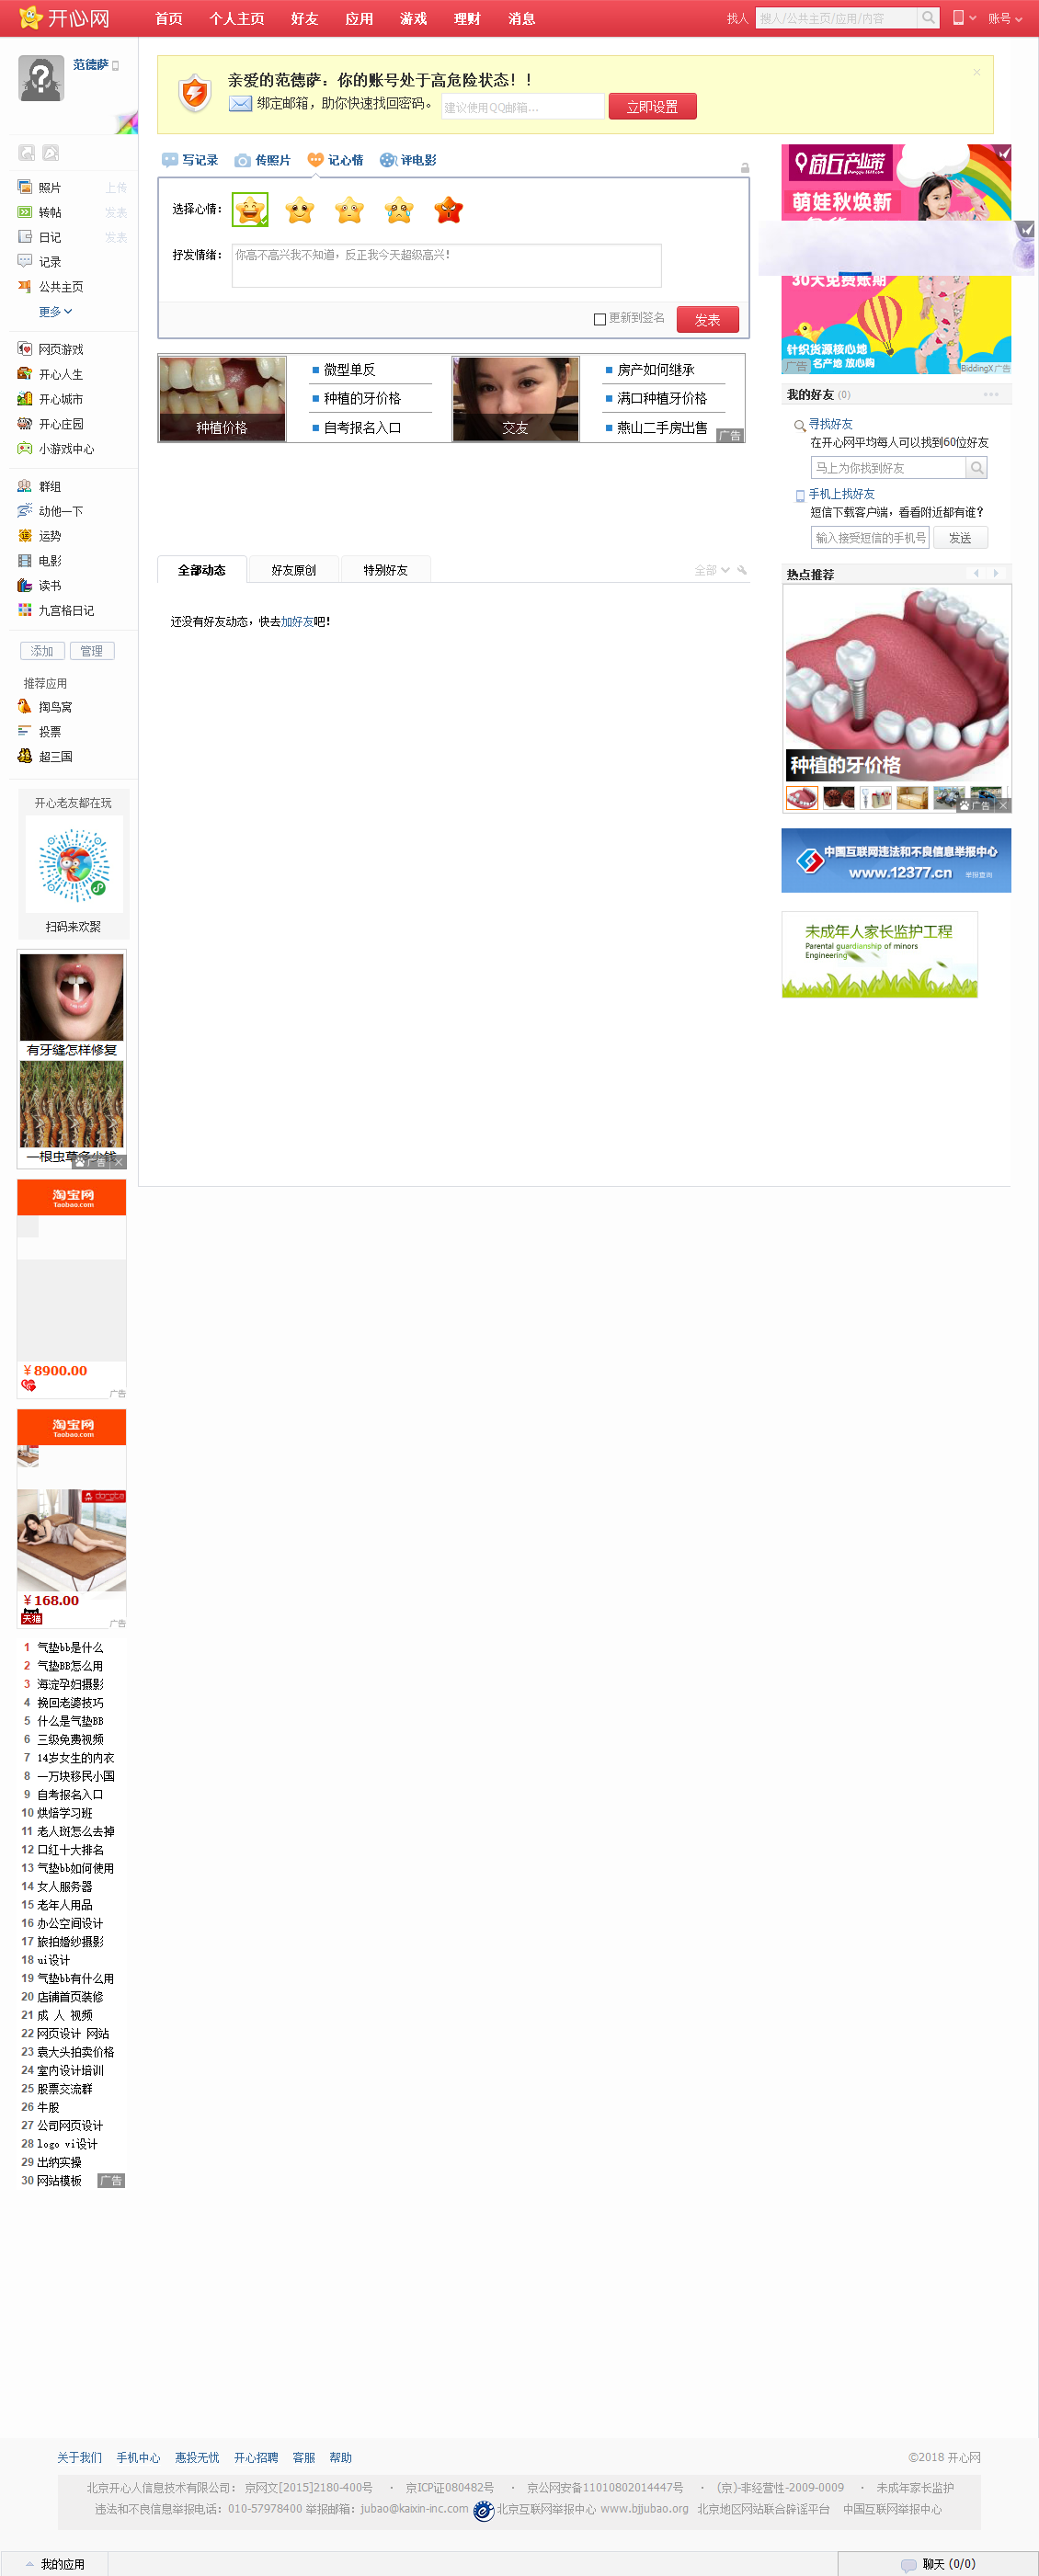 开心网 首页 个人主页 好友 应用 游戏 理财 消息 找人 搜人/公共主页/应用/内容 账号
范德萨
亲爱的范德萨：你的账号处于高危险状态！！
绑定邮箱，助你快速找回密码。 建议使用QQ邮箱... 立即设置
写记录 传照片 记心情 评电影
选择心情：
抒发情绪： 你高不高兴我不知道，反正我今天超级高兴！
更新到签名 发表
照片 上传
转帖 发表
日记 发表
记录
公共主页
更多
网页游戏
开心人生
开心城市
开心庄园
小游戏中心
群组
动他一下
运势
电影
读书
九宫格日记
添加 管理
推荐应用
掏鸟窝
投票
超三国
开心老友都在玩
扫码来欢聚
有牙缝怎样修复
一根虫草多少钱
广告
淘宝网
Taobao.com
￥8900.00
广告
淘宝网
Taobao.com
￥168.00
天猫
广告
1 气垫bb是什么
2 气垫BB怎么用
3 海淀孕妇摄影
4 挽回老婆技巧
5 什么是气垫BB
6 三级免费视频
7 14岁女生的内衣
8 一万块移民小国
9 自考报名入口
10 烘焙学习班
11 老人斑怎么去掉
12 口红十大排名
13 气垫bb如何使用
14 女人服务器
15 老年人用品
16 办公空间设计
17 旅拍婚纱摄影
18 ui设计
19 气垫bb有什么用
20 店铺首页装修
21 成 人 视频
22 网页设计 网站
23 袁大头拍卖价格
24 室内设计培训
25 股票交流群
26 牛股
27 公司网页设计
28 logo vi设计
29 出纳实操
30 网站模板 广告
种植价格
微型单反
种植的牙价格
自考报名入口
交友
房产如何继承
满口种植牙价格
燕山二手房出售
广告
全部动态 好友原创 特别好友 全部
还没有好友动态，快去加好友吧！
商丘产业带
萌娃秋焕新
30天免费账期
针织货源核心地
名产地 放心购
广告 BiddingX广告
我的好友 (0)
寻找好友
在开心网平均每人可以找到60位好友
马上为你找到好友
手机上找好友
短信下载客户端，看看附近都有谁？
输入接受短信的手机号 发送
热点推荐
种植的牙价格
广告
中国互联网违法和不良信息举报中心
www.12377.cn 举报查询
未成年人家长监护工程
Parental guardianship of minors
Engineering
关于我们 手机中心 惠投无忧 开心招聘 客服 帮助 ©2018 开心网
北京开心人信息技术有限公司： 京网文[2015]2180-400号 · 京ICP证080482号 · 京公网安备11010802014447号 · (京)-非经营性-2009-0009 · 未成年家长监护
违法和不良信息举报电话：010-57978400 举报邮箱：jubao@kaixin-inc.com 北京互联网举报中心 www.bjjubao.org 北京地区网站联合辟谣平台 中国互联网举报中心
我的应用 聊天 (0/0)